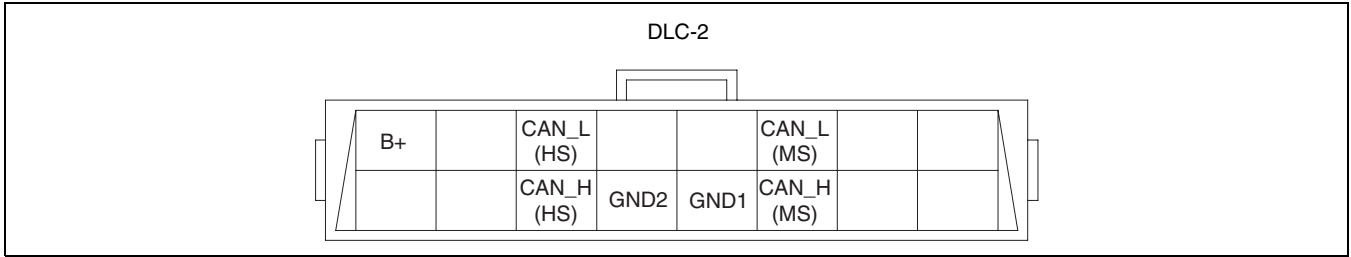 DLC-2
B+
CAN_L
(HS)
CAN_L
(MS)
CAN_H
(HS)
GND2
GND1
CAN_H
(MS)